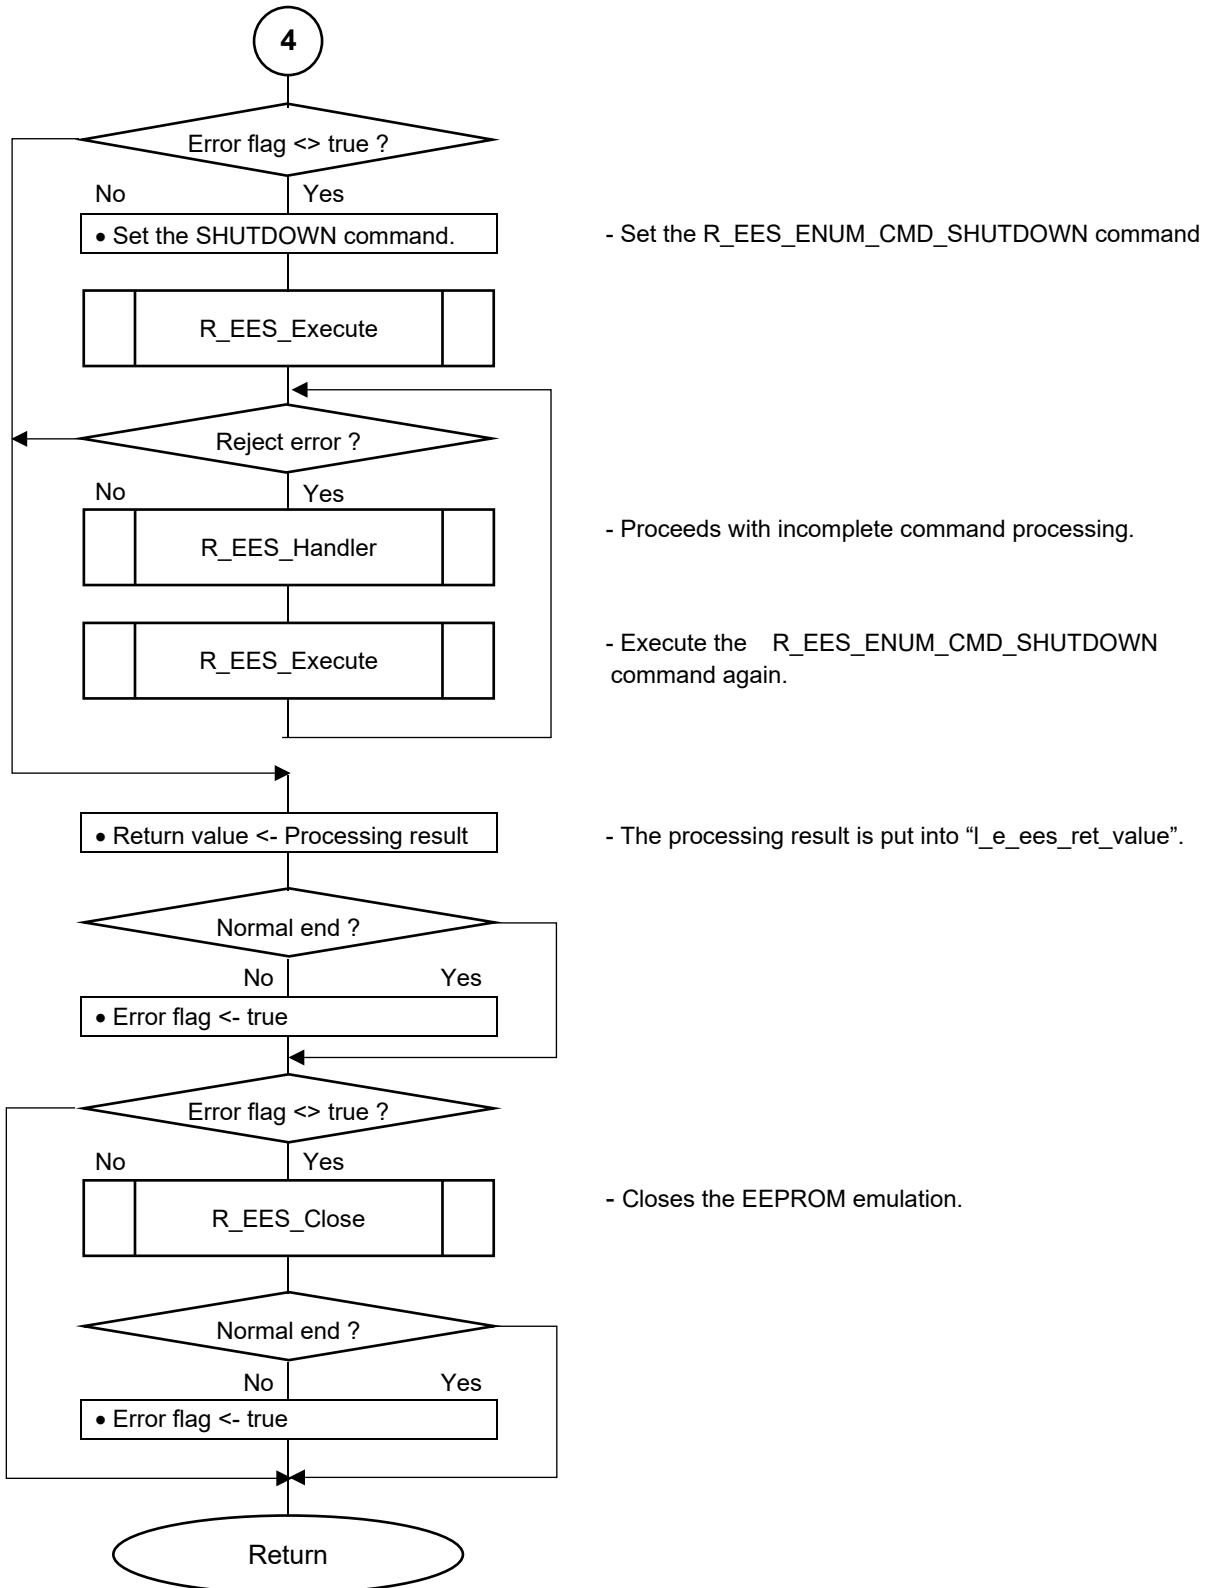 4
Error flag <> true ?
No Yes
• Set the SHUTDOWN command. - Set the R_EES_ENUM_CMD_SHUTDOWN command
R_EES_Execute
Reject error ?
No Yes
R_EES_Handler - Proceeds with incomplete command processing.
R_EES_Execute - Execute the R_EES_ENUM_CMD_SHUTDOWN
command again.
• Return value <- Processing result - The processing result is put into “l_e_ees_ret_value”.
Normal end ?
No Yes
• Error flag <- true
Error flag <> true ?
No Yes
R_EES_Close - Closes the EEPROM emulation.
Normal end ?
No Yes
• Error flag <- true
Return